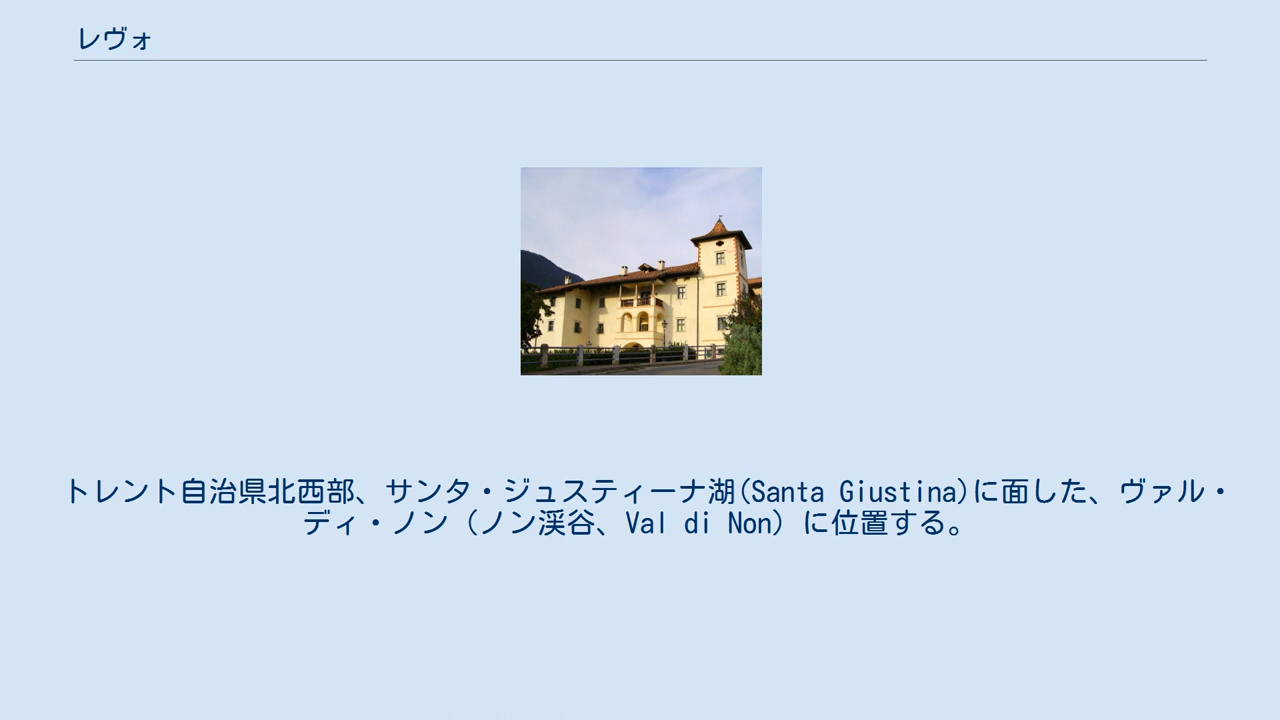 レヴォ
トレント自治県北西部、サンタ・ジュスティーナ湖(Santa Giustina)に面した、ヴァル・
ディ・ノン（ノン渓谷、Val di Non）に位置する。